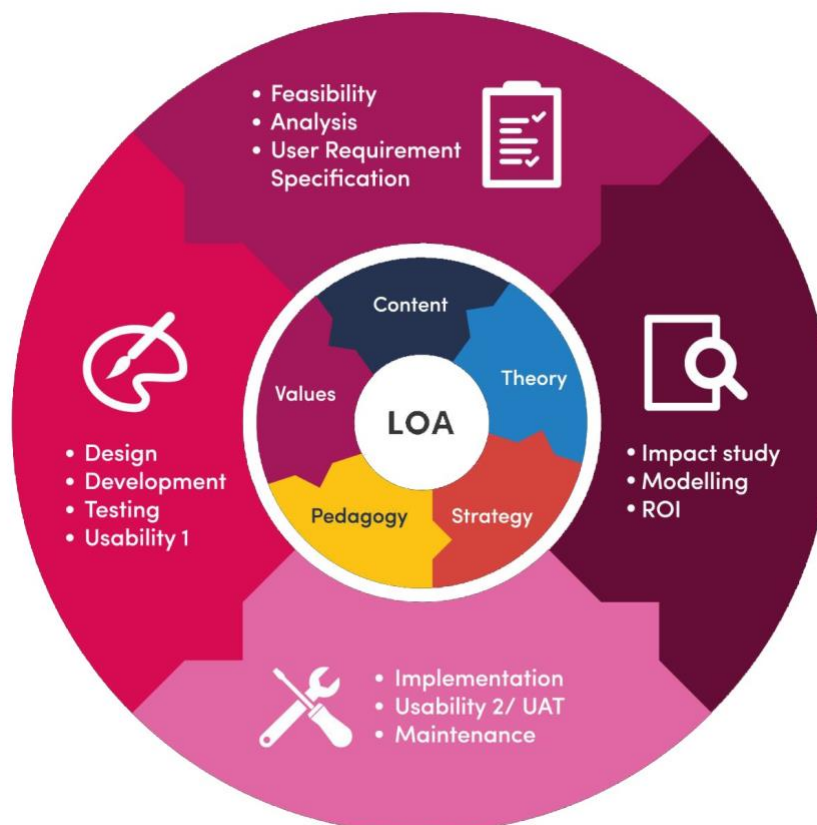 • Feasibility
• Analysis
• User Requirement
Specification
Content
Theory
Values
LOA
Pedagogy
Strategy
• Design
• Development
• Testing
• Usability 1
• Impact study
• Modelling
• ROI
• Implementation
• Usability 2/ UAT
• Maintenance